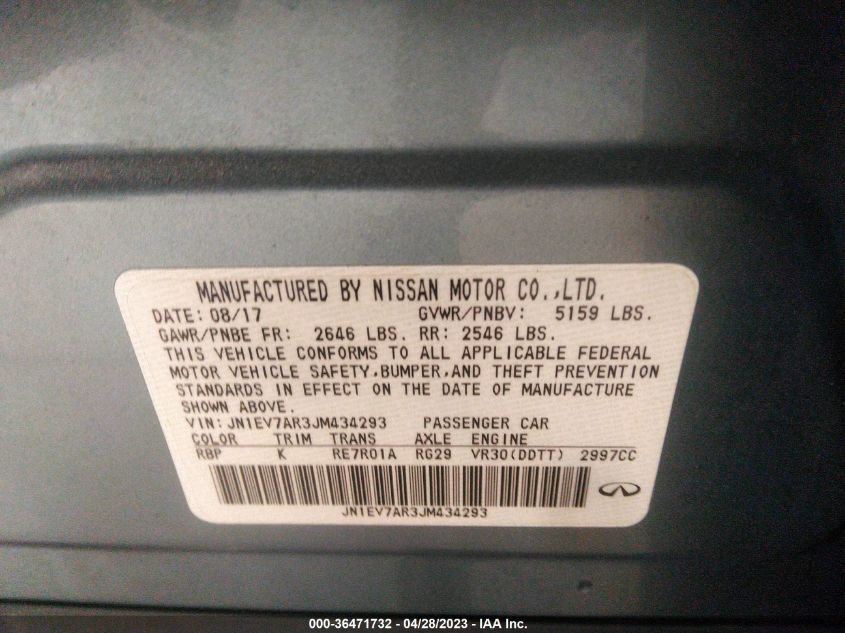 MANUFACTURED BY NISSAN MOTOR CO.,LTD.
DATE: 08/17 GVWR/PNBV: 5159 LBS.
GAWR/PNBE FR: 2646 LBS. RR: 2546 LBS.
THIS VEHICLE CONFORMS TO ALL APPLICABLE FEDERAL
MOTOR VEHICLE SAFETY,BUMPER,AND THEFT PREVENTION
STANDARDS IN EFFECT ON THE DATE OF MANUFACTURE
SHOWN ABOVE.
VIN: JN1EV7AR3JM434293 PASSENGER CAR
COLOR TRIM TRANS AXLE ENGINE
RBP K RE7R01A RG29 VR30(DDTT) 2997CC
JN1EV7AR3JM434293
000-36471732 - 04/28/2023 - IAA Inc.